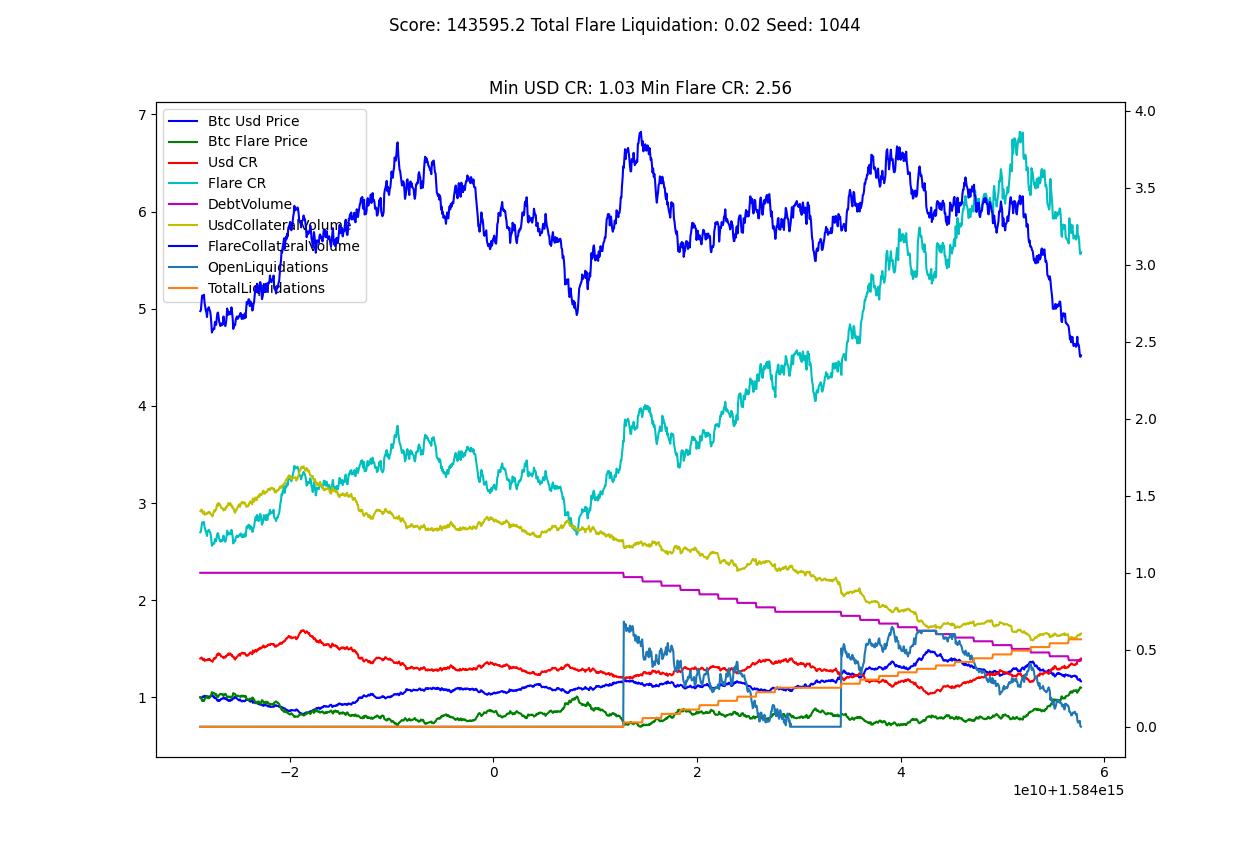 Score: 143595.2 Total Flare Liquidation: 0.02 Seed: 1044
Min USD CR: 1.03 Min Flare CR: 2.56
Btc Usd Price
Btc Flare Price
Usd CR
Flare CR
DebtVolume
UsdCollateralVolume
FlareCollateralVolume
OpenLiquidations
TotalLiquidations
7
6
5
4
3
2
1
4.0
3.5
3.0
2.5
2.0
1.5
1.0
0.5
0.0
−2
0
2
4
6
1e10+1.584e15